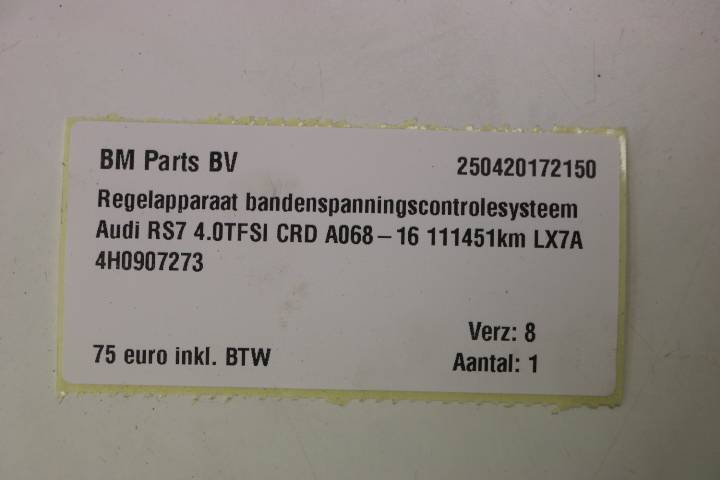 BM Parts BV 250420172150
Regelapparaat bandenspanningscontrolesysteem
Audi RS7 4.0TFSI CRD A068-16 111451km LX7A
4H0907273
Verz: 8
75 euro inkl. BTW Aantal: 1